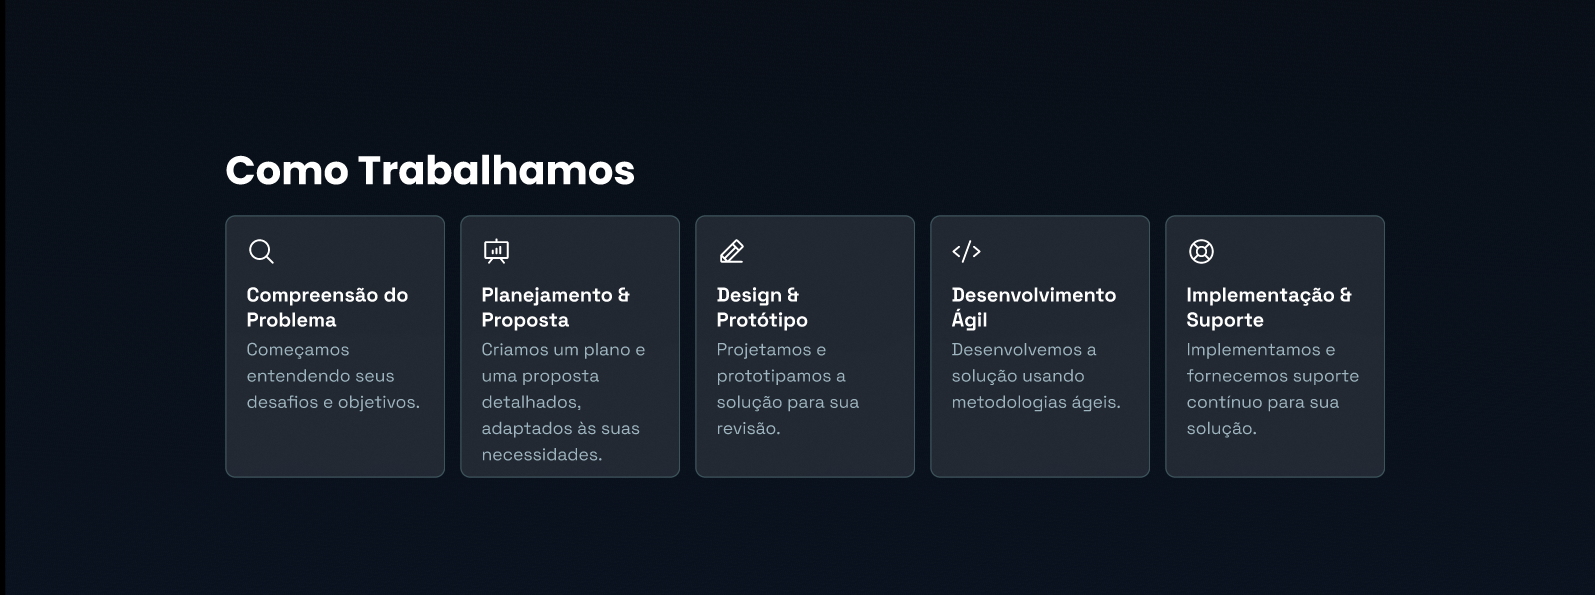 Como Trabalhamos
Compreensão do
Problema
Começamos
entendendo seus
desafios e objetivos.
Planejamento &
Proposta
Criamos um plano e
uma proposta
detalhados,
adaptados às suas
necessidades.
Design &
Protótipo
Projetamos e
prototipamos a
solução para sua
revisão.
Desenvolvimento
Ágil
Desenvolvemos a
solução usando
metodologias ágeis.
Implementação &
Suporte
Implementamos e
fornecemos suporte
contínuo para sua
solução.